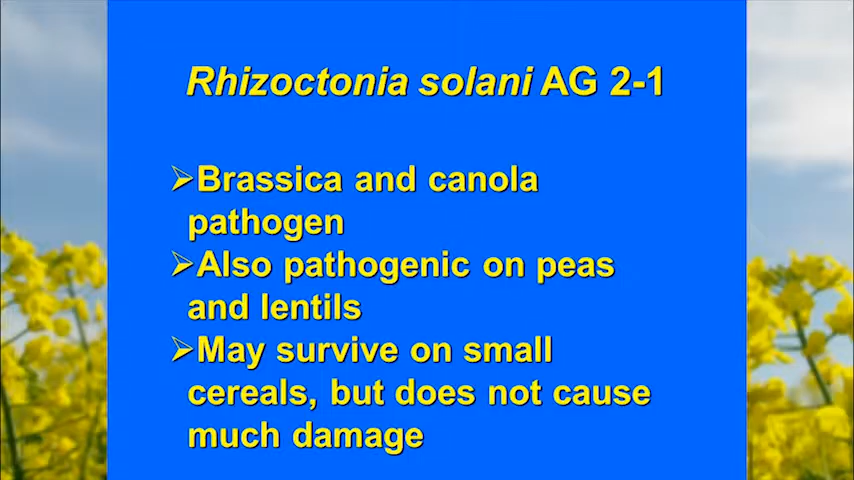 Rhizoctonia solani AG 2-1
➢Brassica and canola
pathogen
➢Also pathogenic on peas
and lentils
➢May survive on small
cereals, but does not cause
much damage